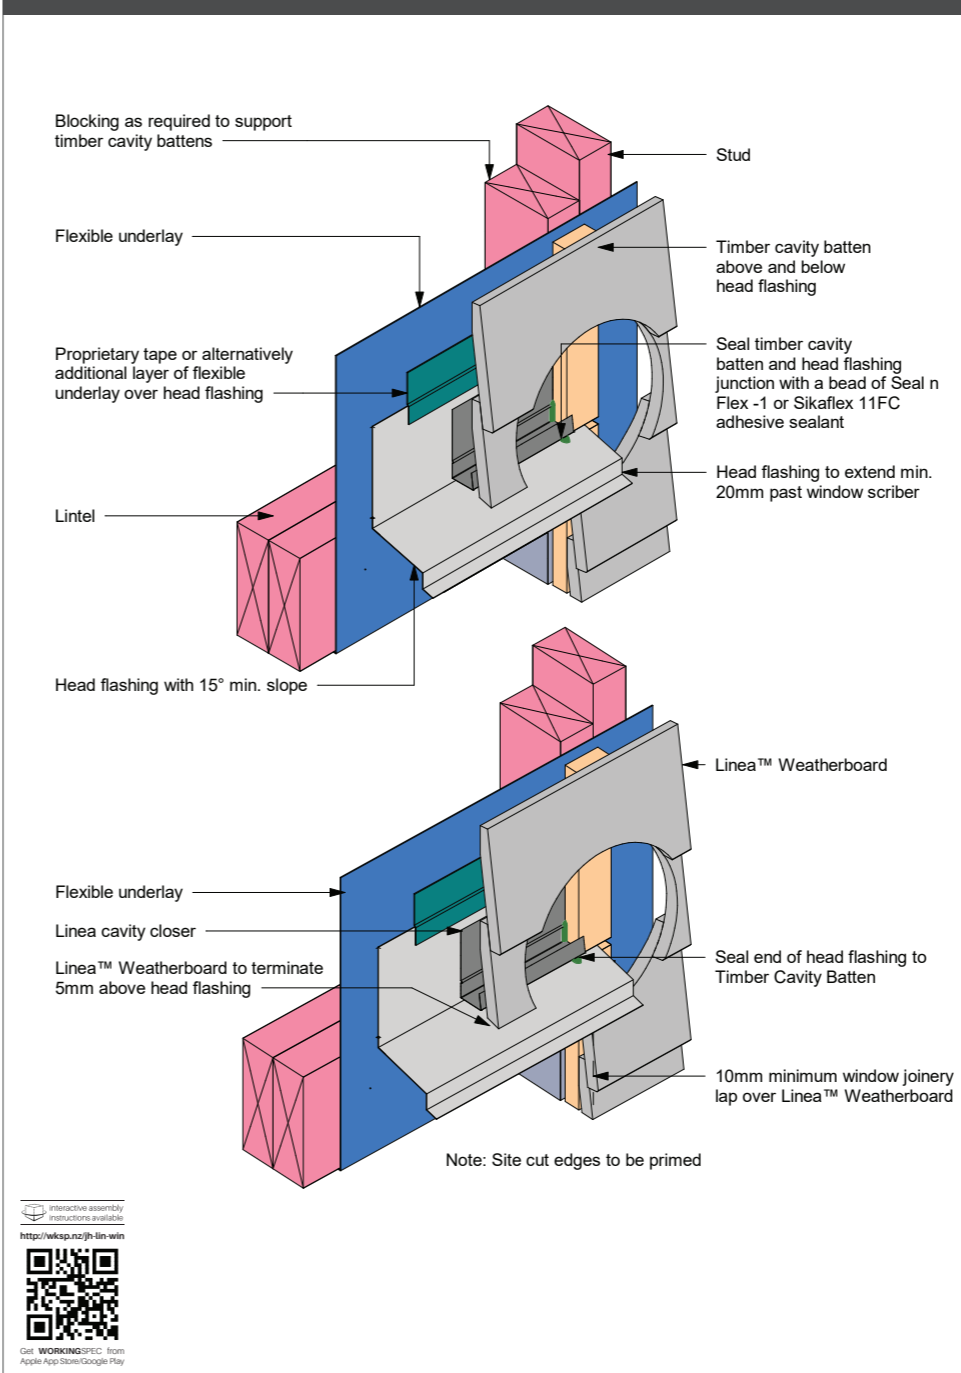 Blocking as required to support
timber cavity battens
Stud
Flexible underlay
Timber cavity batten
above and below
head flashing
Proprietary tape or alternatively
additional layer of flexible
underlay over head flashing
Seal timber cavity
batten and head flashing
junction with a bead of Seal n
Flex -1 or Sikaflex 11FC
adhesive sealant
Head flashing to extend min.
20mm past window scriber
Lintel
Head flashing with 15° min. slope
Linea™ Weatherboard
Flexible underlay
Linea cavity closer
Linea™ Weatherboard to terminate
5mm above head flashing
Seal end of head flashing to
Timber Cavity Batten
10mm minimum window joinery
lap over Linea™ Weatherboard
Note: Site cut edges to be primed
interactive assembly
instructions available
http://wksp.nz/jh-lin-win
Get WORKINGSPEC from
Apple App Store/Google Play